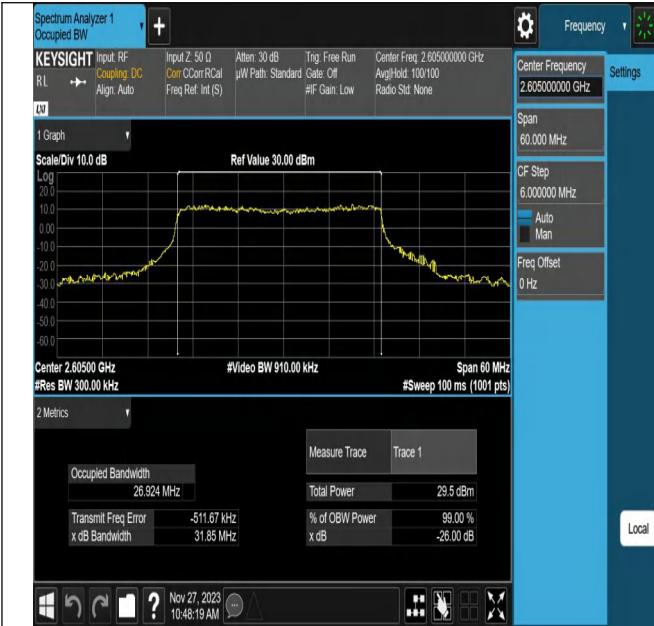 Spectrum Analyzer 1
Occupied BW
+
Frequency
KEYSIGHT
RL
LXI
Input: RF
Coupling: DC
Align: Auto
Input Z: 50 Ω
Corr CCorr RCal
Freq Ref: Int (S)
Atten: 30 dB
µW Path: Standard
Trig: Free Run
Gate: Off
#IF Gain: Low
Center Freq: 2.605000000 GHz
Avg|Hold: 100/100
Radio Std: None
Center Frequency
2.605000000 GHz
Settings
Span
60.000 MHz
CF Step
6.000000 MHz
Auto
Man
Freq Offset
0 Hz
Local
1 Graph
Scale/Div 10.0 dB
Ref Value 30.00 dBm
Log
20.0
10.0
0.00
-10.0
-20.0
-30.0
-40.0
-50.0
-60.0
Center 2.60500 GHz
#Video BW 910.00 kHz
Span 60 MHz
#Res BW 300.00 kHz
#Sweep 100 ms (1001 pts)
2 Metrics
Measure Trace
Trace 1
Occupied Bandwidth
26.924 MHz
Total Power
29.5 dBm
Transmit Freq Error
-511.67 kHz
% of OBW Power
99.00 %
x dB Bandwidth
31.85 MHz
x dB
-26.00 dB
?
Nov 27, 2023
10:48:19 AM